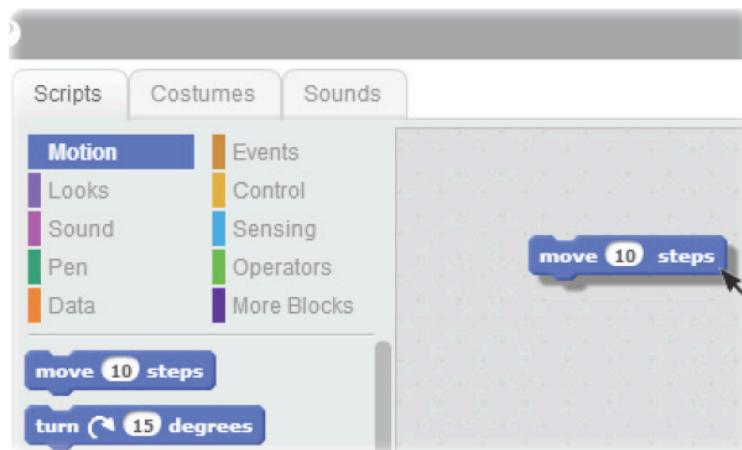 Scripts Costumes Sounds
Motion Events
Looks Control
Sound Sensing
Pen Operators
Data More Blocks
move 10 steps
move 10 steps
turn 15 degrees